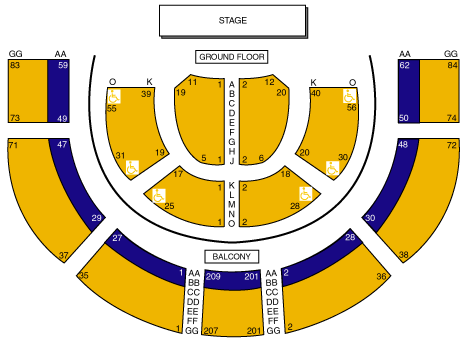 STAGE
GROUND FLOOR
GG AA AA GG
83 59 62 84
73 49 50 74
O K K O
55 39 40 56
31 19 20 30
11 1 A 2 12
19 B 20
C
D
E
F
G
5 1 H 2 6
J
17 1 K 2 18
25 L 28
M
N
1 O 2
71 47 48 72
29 30
37 38
27 28
35 36
BALCONY
1 AA 209 201 AA 2
BB BB
CC CC
DD DD
EE EE
FF FF
1 GG 207 201 GG 2